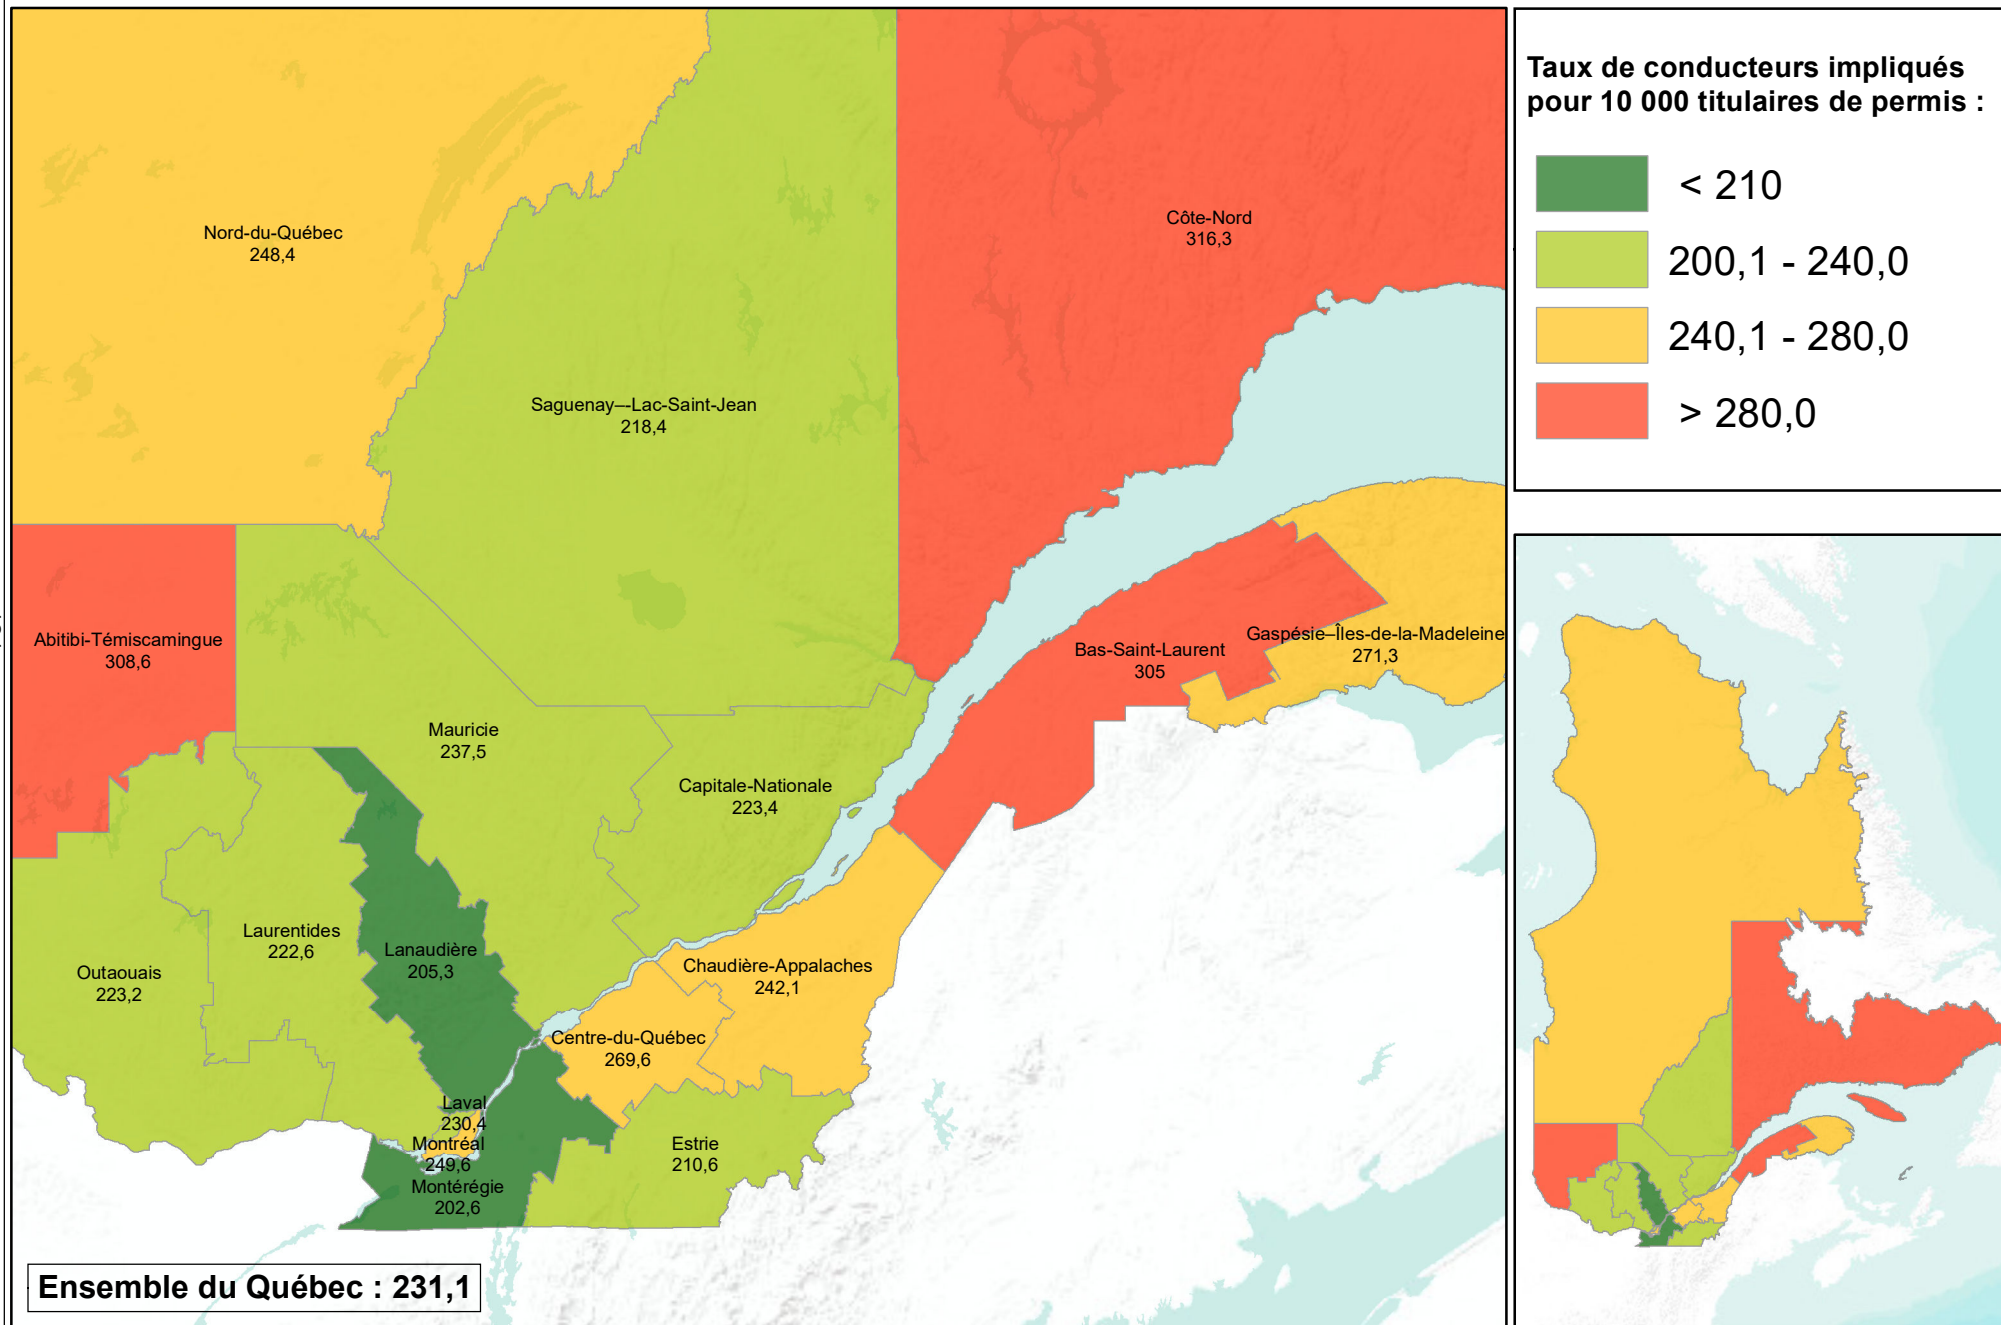 Nord-du-Québec
248,4
Côte-Nord
316,3
Saguenay--Lac-Saint-Jean
218,4
Abitibi-Témiscamingue
308,6
Bas-Saint-Laurent
305
Gaspésie--Îles-de-la-Madeleine
271,3
Mauricie
237,5
Capitale-Nationale
223,4
Laurentides
222,6
Lanaudière
205,3
Outaouais
223,2
Chaudière-Appalaches
242,1
Centre-du-Québec
269,6
Laval
230,4
Montréal
249,6
Montérégie
202,6
Estrie
210,6
Ensemble du Québec : 231,1
Taux de conducteurs impliqués
pour 10 000 titulaires de permis :
< 210
200,1 - 240,0
240,1 - 280,0
> 280,0